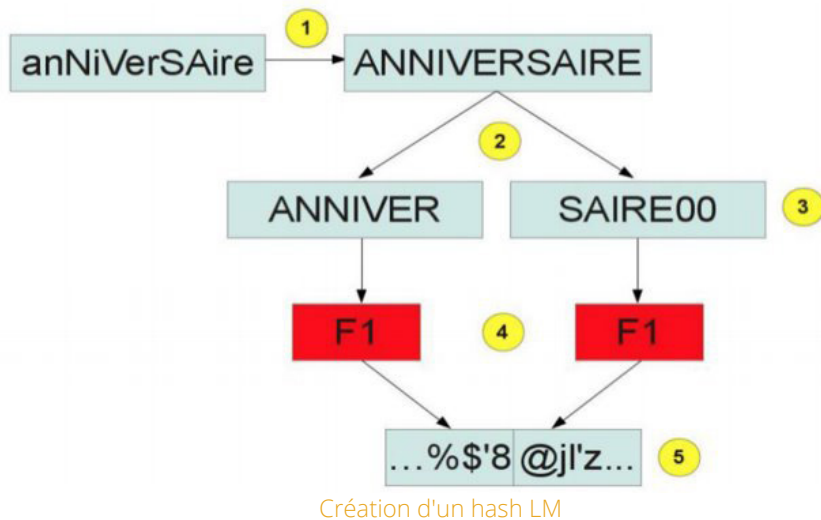 1
anNiVerSAire ANNIVERSAIRE
2
ANNIVER SAIRE00 3
F1 4 F1
...%$'8 @jl'z... 5
Création d'un hash LM